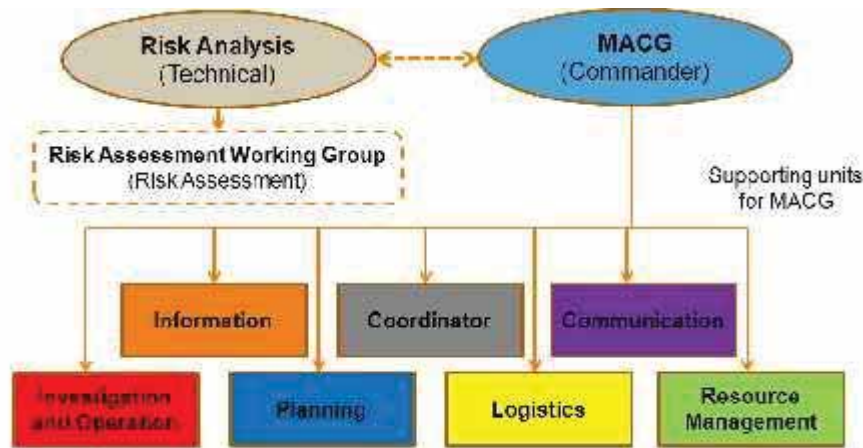 Risk Analysis
(Technical)
MACG
(Commander)
Risk Assessment Working Group
(Risk Assessment)
Supporting units
for MACG
Information
Coordinator
Communication
Investigation
and Operation
Planning
Logistics
Resource
Management